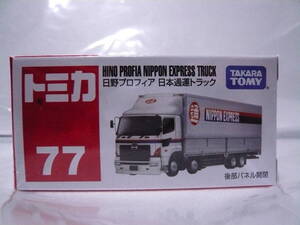 トミカ
77
HINO PROFIA NIPPON EXPRESS TRUCK
日野プロフィア 日本通運トラック
TAKARA
TOMY
通
NIPPON EXPRESS
後部パネル開閉